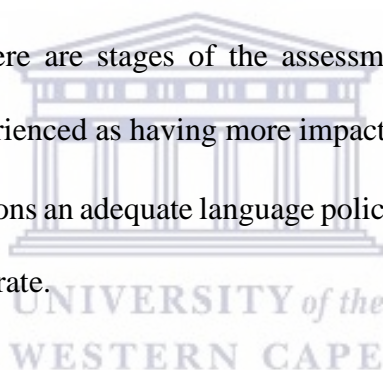 ere are stages of the assessm
rienced as having more impact
ons an adequate language polic
rate.
UNIVERSITY of the
WESTERN CAPE